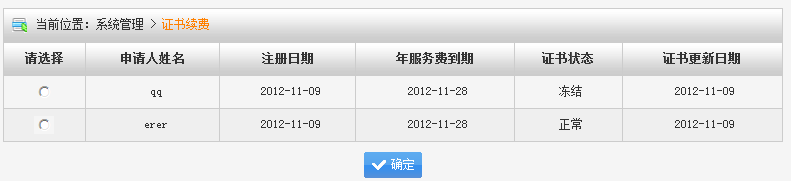 当前位置：系统管理 > 证书续费
请选择 申请人姓名 注册日期 年服务费到期 证书状态 证书更新日期
qq 2012-11-09 2012-11-28 冻结 2012-11-09
erer 2012-11-09 2012-11-28 正常 2012-11-09
确定